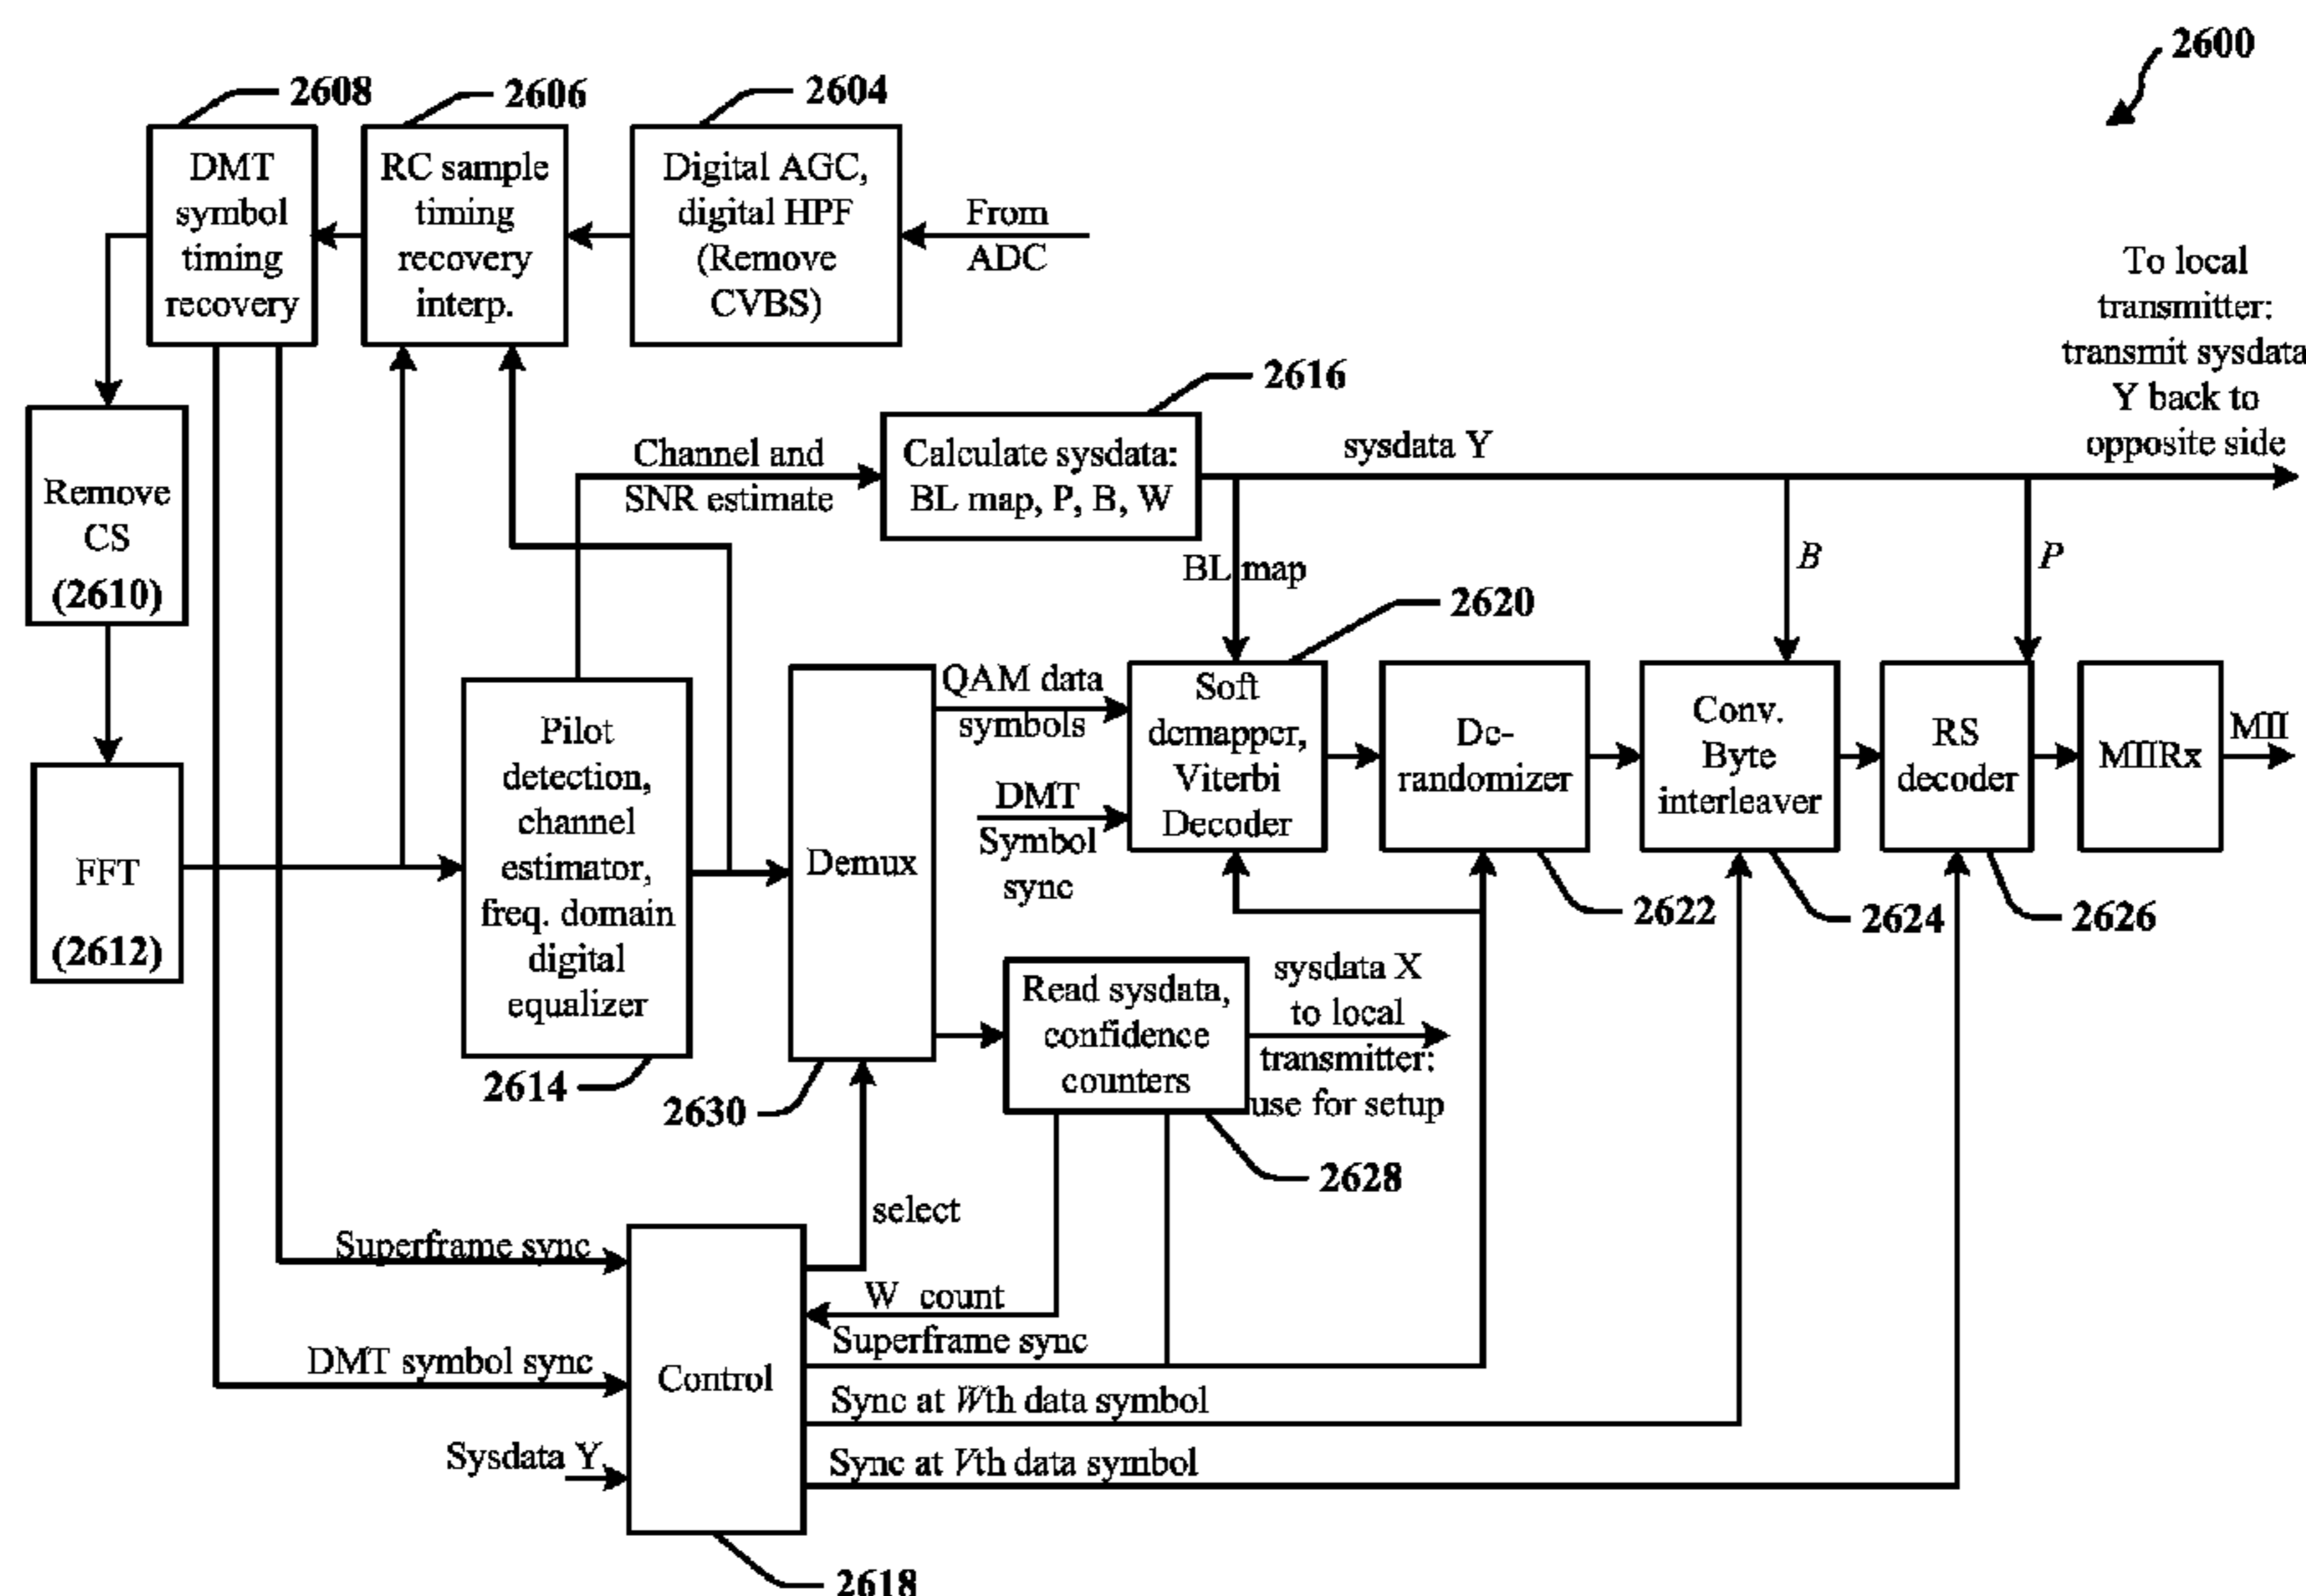 2600
2608
2606
2604
DMT
symbol
timing
recovery
RC sample
timing
recovery
interp.
Digital AGC,
digital HPF
(Remove
CVBS)
From
ADC
To local
transmitter:
transmit sysdata
Y back to
opposite side
2616
Channel and
SNR estimate
Calculate sysdata:
BL map, P, B, W
sysdata Y
Remove
CS
(2610)
BL map
B
P
2620
FFT
(2612)
Pilot
detection,
channel
estimator,
freq. domain
digital
equalizer
2614
Demux
2630
QAM data
symbols
DMT
Symbol
sync
Soft
demapper,
Viterbi
Decoder
De-
randomizer
2622
Conv.
Byte
interleaver
2624
RS
decoder
2626
MIIRx
MII
Read sysdata,
confidence
counters
2628
sysdata X
to local
transmitter:
use for setup
select
Superframe sync
DMT symbol sync
Sysdata Y
Control
2618
W count
Superframe sync
Sync at Wth data symbol
Sync at Vth data symbol